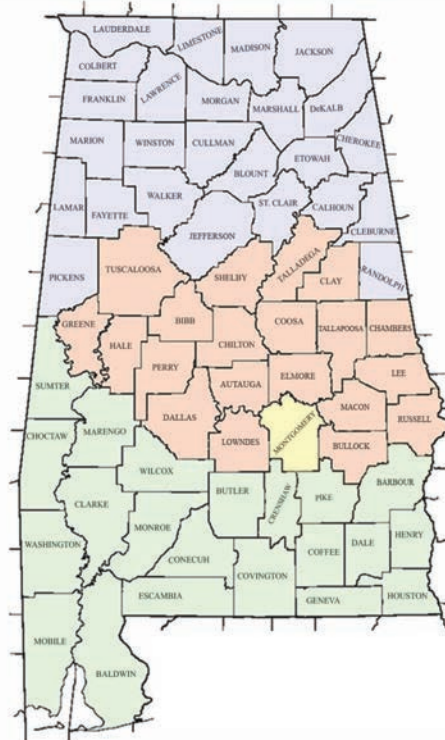 LAUDERDALE
LIMESTONE
MADISON
JACKSON
COLBERT
LAWRENCE
FRANKLIN
MORGAN
MARSHALL
DeKALB
MARION
WINSTON
CULLMAN
CHEROKEE
ETOWAH
BLOUNT
WALKER
ST. CLAIR
CALHOUN
LAMAR
FAYETTE
JEFFERSON
CLEBURNE
PICKENS
TUSCALOOSA
SHELBY
TALLADEGA
CLAY
RANDOLPH
GREENE
HALE
BIBB
CHILTON
COOSA
TALLAPOOSA
CHAMBERS
PERRY
AUTAUGA
ELMORE
LEE
SUMTER
DALLAS
LOWNDES
MONTGOMERY
MACON
RUSSELL
CHOCTAW
MARENGO
BULLOCK
WILCOX
BARBOUR
CLARKE
BUTLER
CRENSHAW
PIKE
MONROE
WASHINGTON
CONECUH
COFFEE
DALE
HENRY
COVINGTON
ESCAMBIA
GENEVA
HOUSTON
MOBILE
BALDWIN